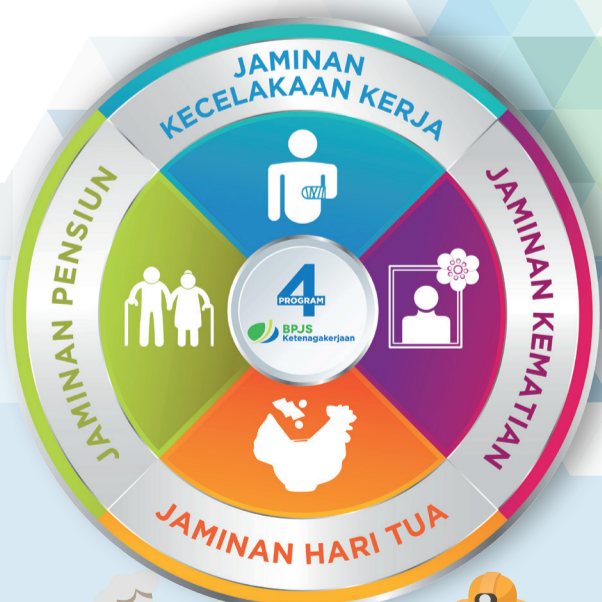 JAMINAN
KECELAKAAN KERJA
JAMINAN PENSIUN
4
PROGRAM
BPJS
Ketenagakerjaan
JAMINAN KEMATIAN
JAMINAN HARI TUA